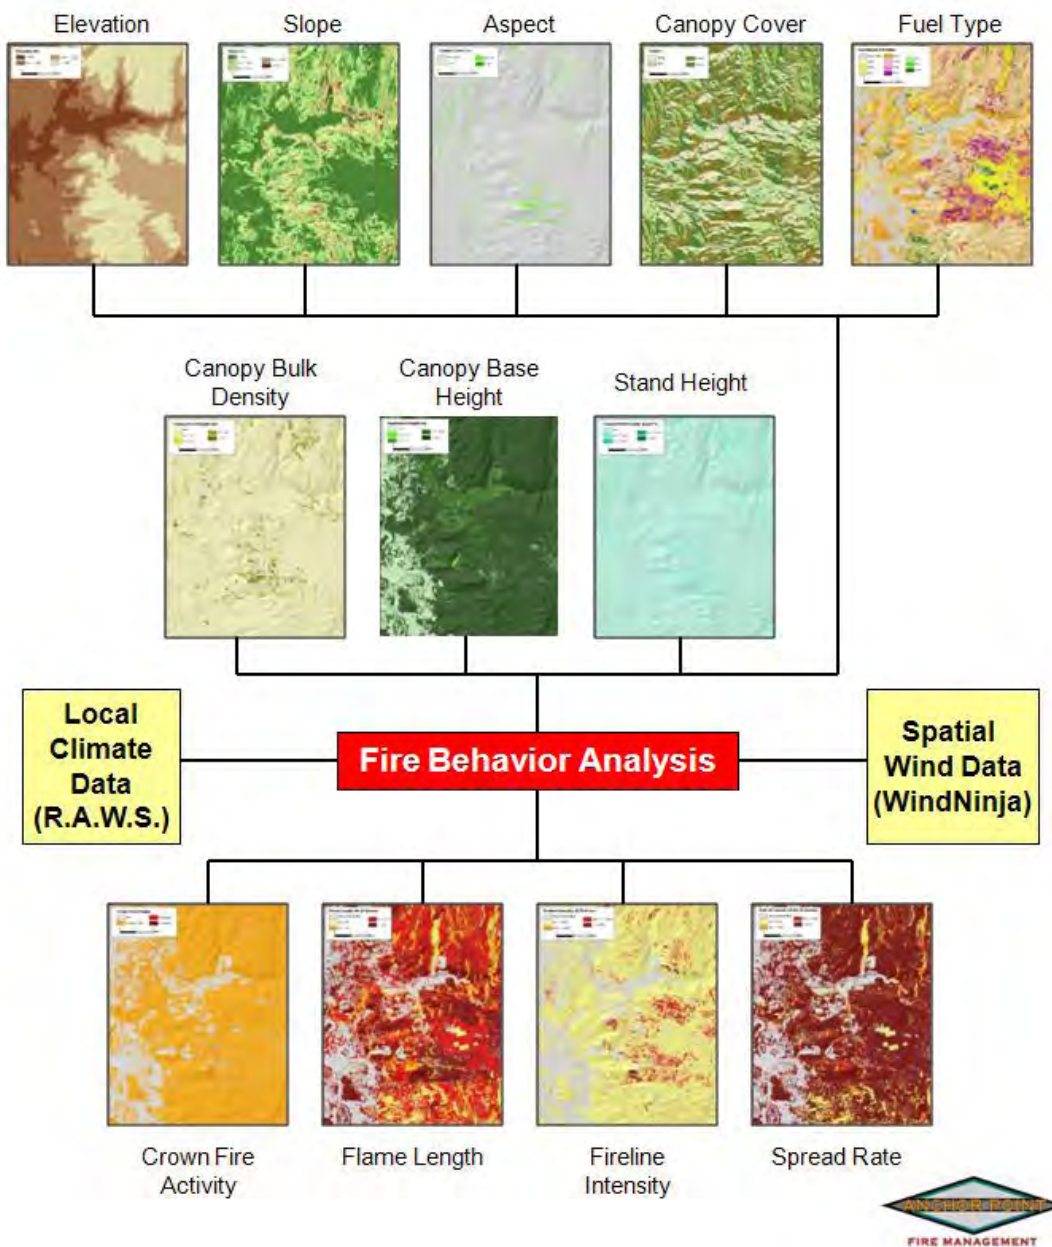 Elevation
Slope
Aspect
Canopy Cover
Fuel Type
Canopy Bulk
Density
Canopy Base
Height
Stand Height
Local
Climate
Data
(R.A.W.S.)
Fire Behavior Analysis
Spatial
Wind Data
(WindNinja)
Crown Fire
Activity
Flame Length
Fireline
Intensity
Spread Rate
ANCHOR POINT
FIRE MANAGEMENT